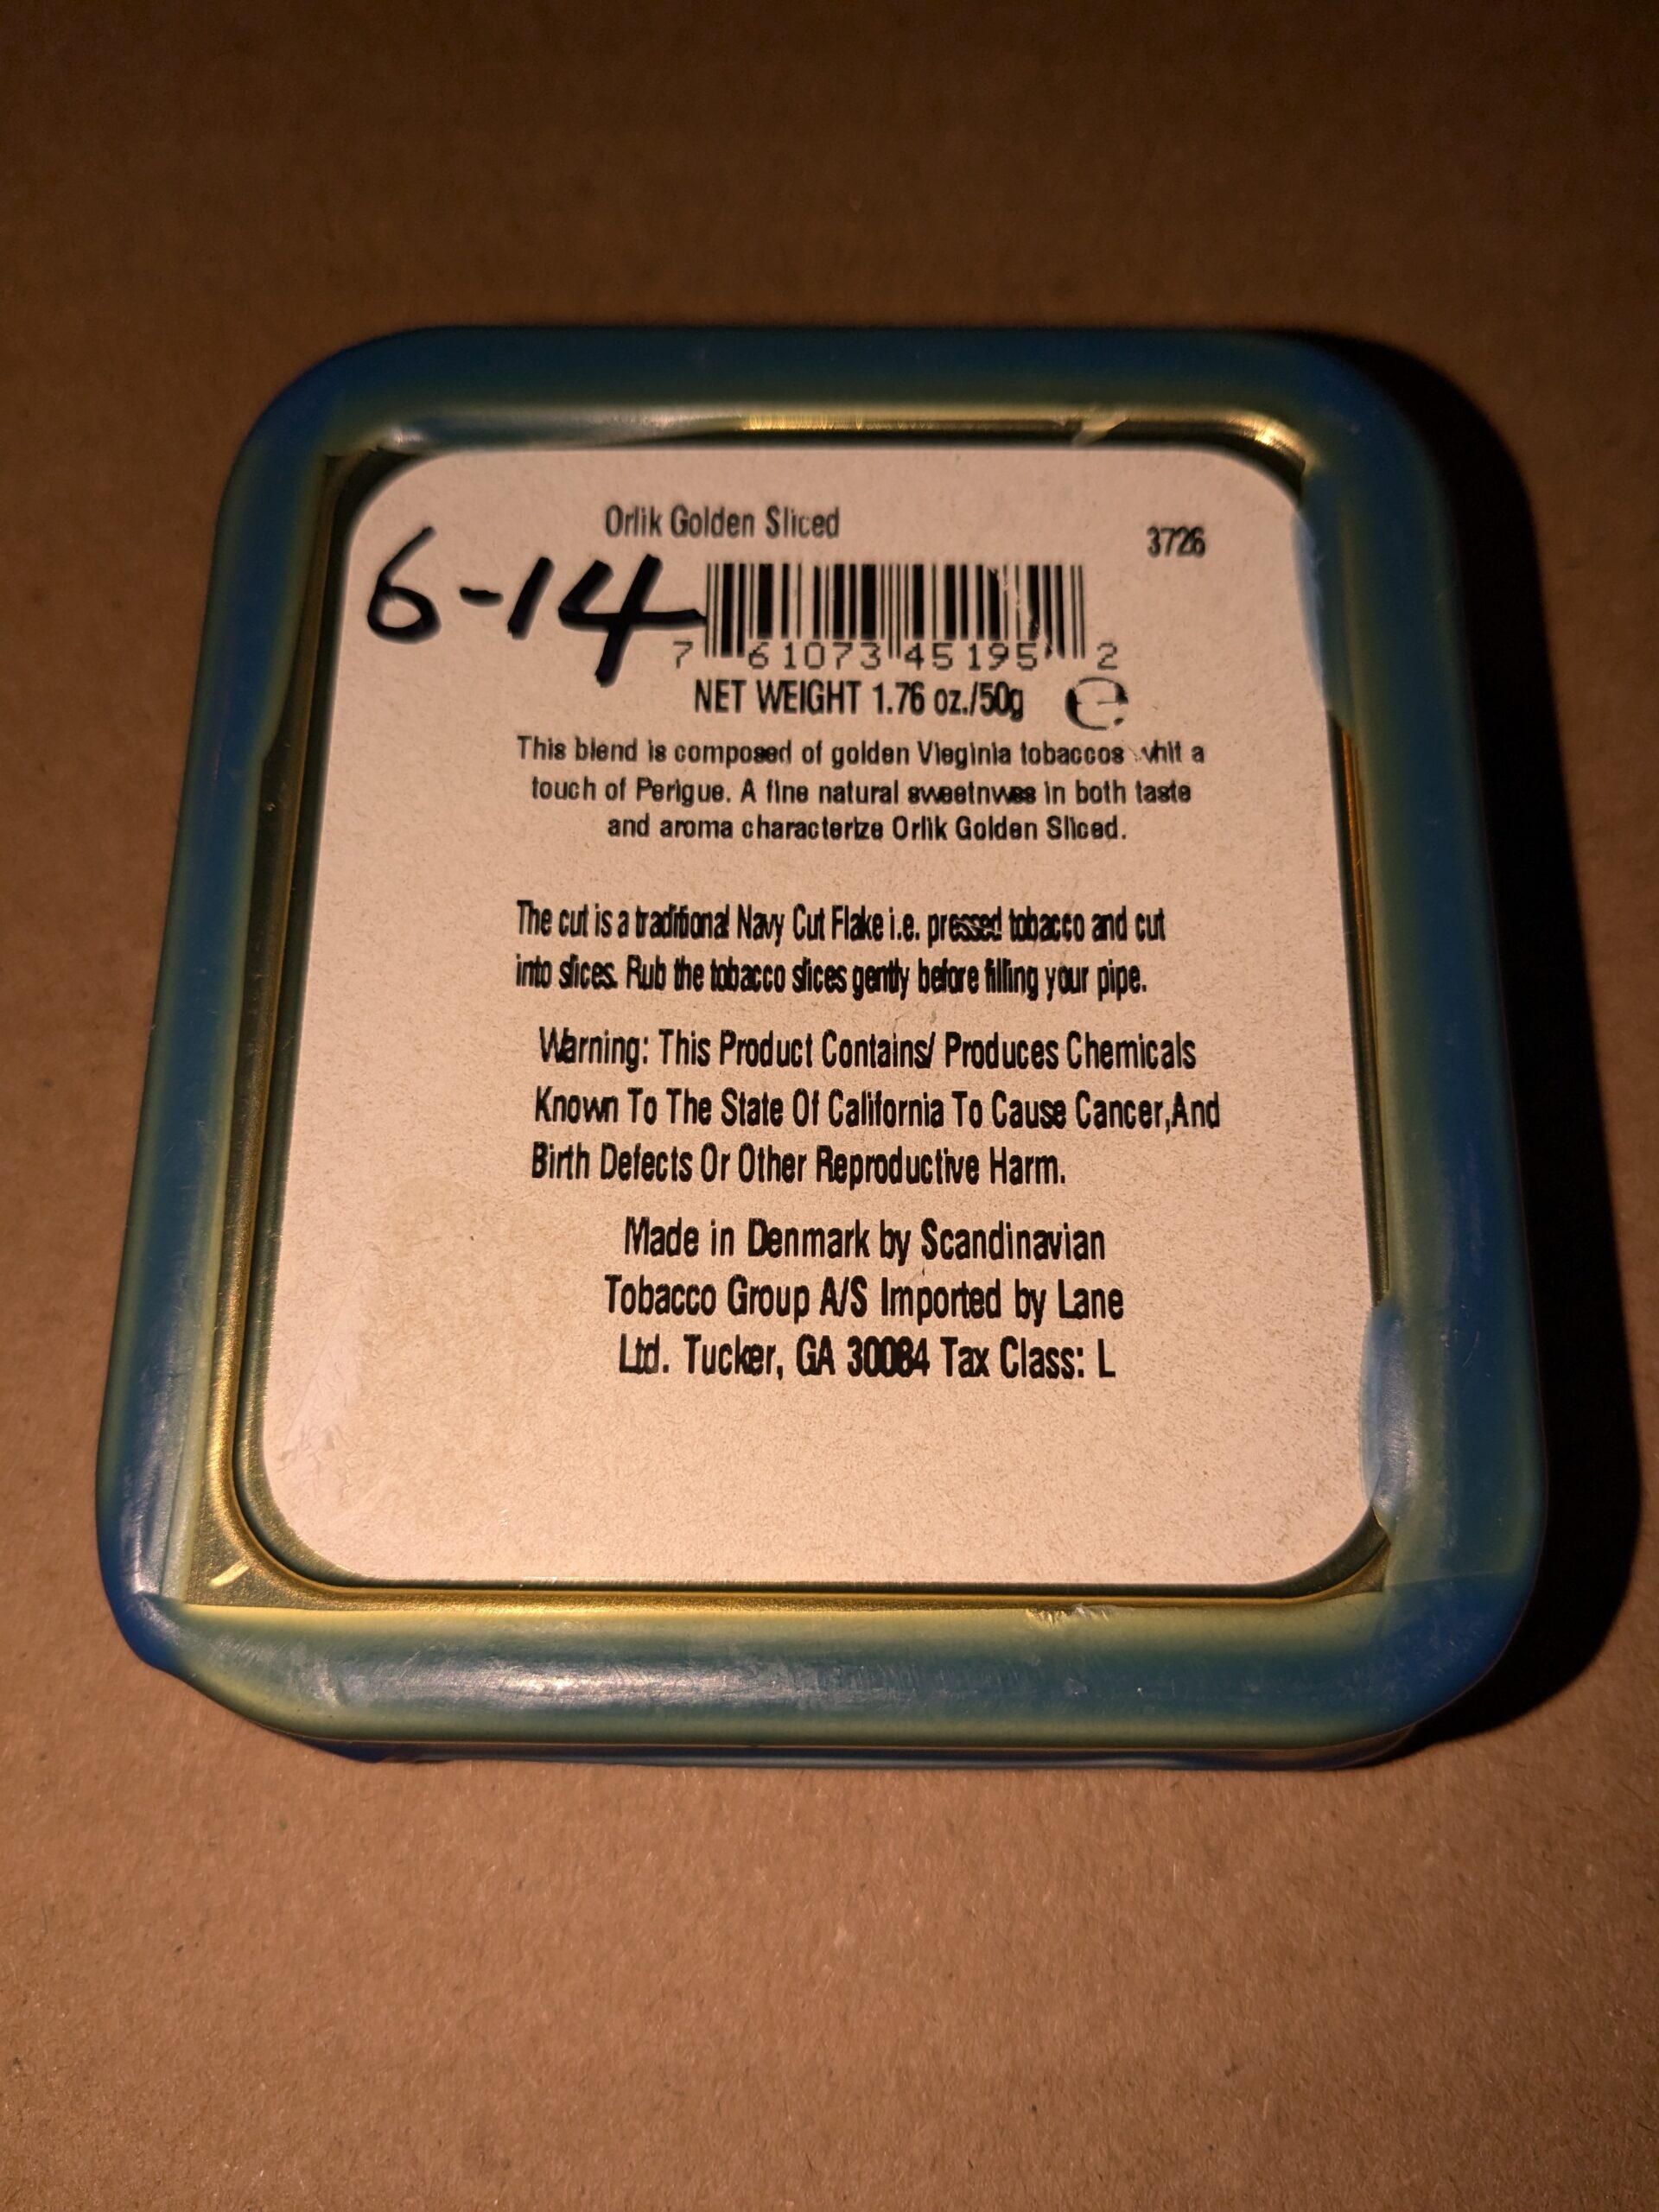 Orlik Golden Sliced
3726
6-14
7 61073 45195 2
NET WEIGHT 1.76 oz./50g ℮
This blend is composed of golden Vieginia tobaccos whit a
touch of Perigue. A fine natural sweetnwes in both taste
and aroma characterize Orlik Golden Sliced.
The cut is a traditional Navy Cut Flake i.e. pressed tobacco and cut
into slices. Rub the tobacco slices gently before filling your pipe.
Warning: This Product Contains/ Produces Chemicals
Known To The State Of California To Cause Cancer,And
Birth Defects Or Other Reproductive Harm.
Made in Denmark by Scandinavian
Tobacco Group A/S Imported by Lane
Ltd. Tucker, GA 30084 Tax Class: L